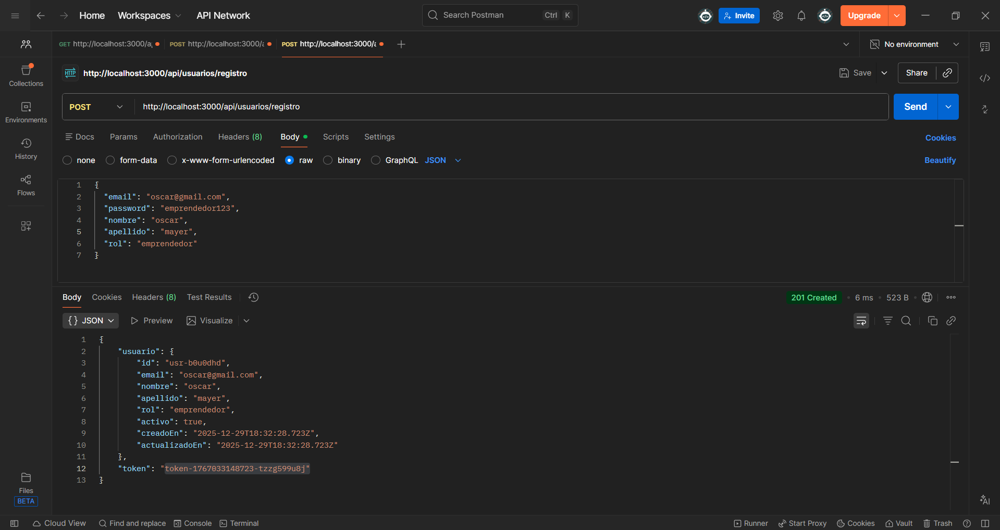 Home Workspaces API Network
Search Postman Ctrl K
Invite
Upgrade
GET http://localhost:3000/a
POST http://localhost:3000/
POST http://localhost:3000/
No environment
Collections
Environments
History
Flows
Files
BETA
HTTP http://localhost:3000/api/usuarios/registro
Save
Share
POST http://localhost:3000/api/usuarios/registro
Send
Docs Params Authorization Headers (8) Body Scripts Settings
Cookies
none form-data x-www-form-urlencoded raw binary GraphQL JSON
Beautify
1 {
2 "email": "oscar@gmail.com",
3 "password": "emprendedor123",
4 "nombre": "oscar",
5 "apellido": "mayer",
6 "rol": "emprendedor"
7 }
Body Cookies Headers (8) Test Results
201 Created • 6 ms • 523 B
{} JSON Preview Visualize
1 {
2 "usuario": {
3 "id": "usr-b0u0dhd",
4 "email": "oscar@gmail.com",
5 "nombre": "oscar",
6 "apellido": "mayer",
7 "rol": "emprendedor",
8 "activo": true,
9 "creadoEn": "2025-12-29T18:32:28.723Z",
10 "actualizadoEn": "2025-12-29T18:32:28.723Z"
11 },
12 "token": "token-1767033148723-tzzg599u8j"
13 }
AI
Cloud View Find and replace Console Terminal
Runner Start Proxy Cookies Vault Trash